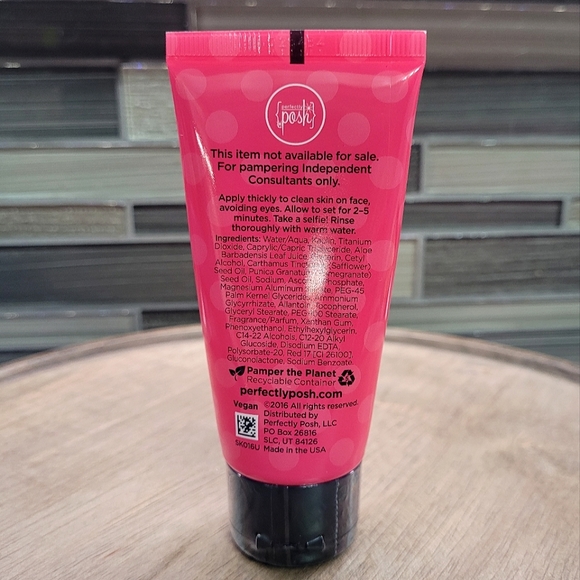 perfectly
{posh}
This item not available for sale.
For pampering Independent
Consultants only.
Apply thickly to clean skin on face,
avoiding eyes. Allow to set for 2–5
minutes. Take a selfie! Rinse
thoroughly with warm water.
Ingredients: Water/Aqua, Kaolin, Titanium
Dioxide, Caprylic/Capric Triglyceride, Aloe
Barbadensis Leaf Juice,
Alcohol, Carthamus (Safflower)
Seed Oil, Punica Granatum (Pomegranate)
Seed Oil, Sodium Phosphate,
Magnesium Aluminum PEG-45
Palm Kernel Glycerides, Ammonium
Glycyrrhizate, Allantoin, Tocopherol,
Glyceryl Stearate, PEG-100 Stearate,
Fragrance/Parfum, Xanthan Gum,
Phenoxyethanol, Ethylhexylglycerin,
C14-22 Alcohols, C12-20 Alkyl
Glucoside, Disodium EDTA,
Polysorbate-20, Red 17 [CI 26100],
Gluconolactone, Sodium Benzoate.
Pamper the Planet
Recyclable Container
perfectlyposh.com
Vegan ©2016 All rights reserved.
Distributed by
Perfectly Posh, LLC
PO Box 26816
SLC, UT 84126
SK016U Made in the USA